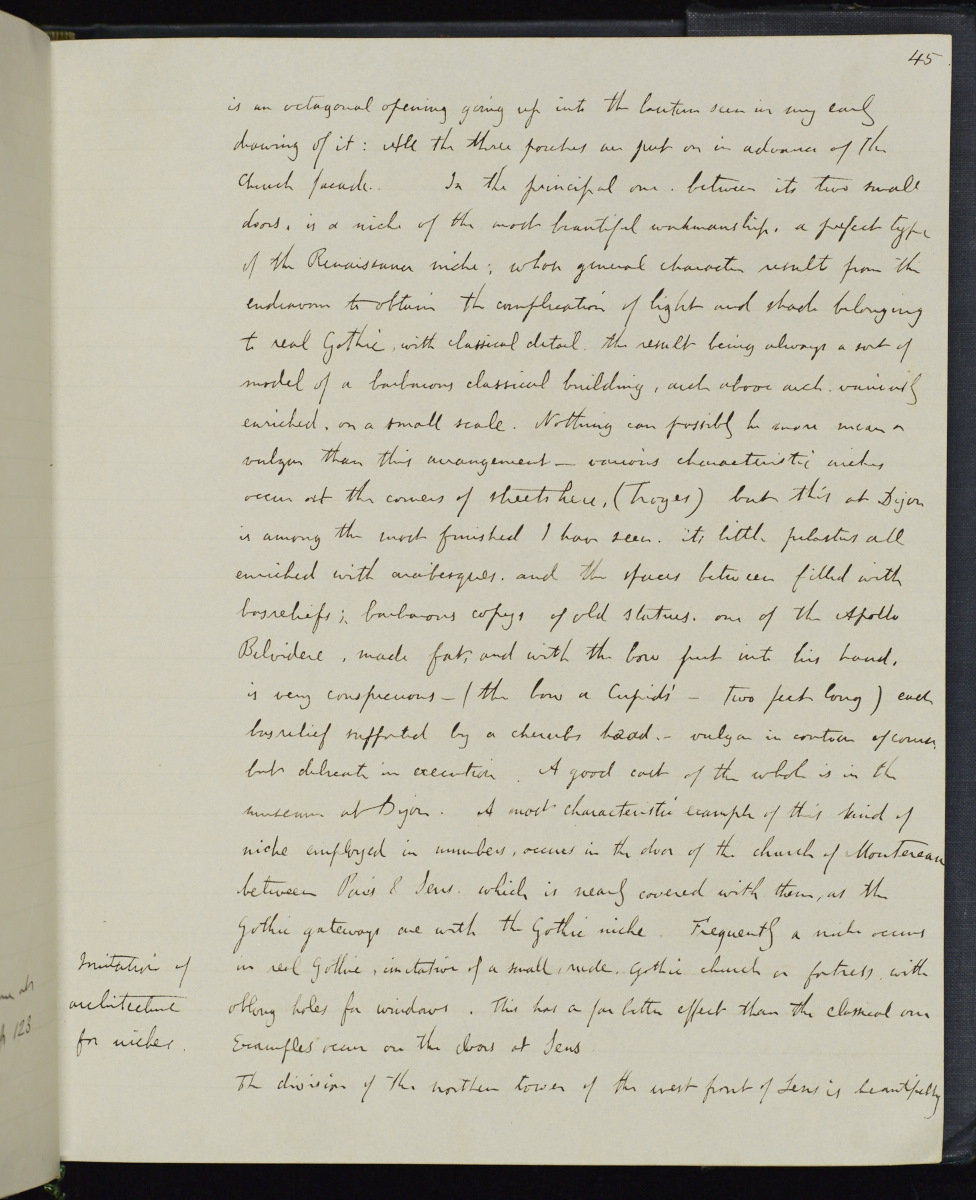 45
is an octagonal opening going up into the lantern seen in my early
drawing of it: All the three porches are put on in advance of the
Church facade. In the principal one. between its two small
doors, is a niche of the most beautiful workmanship. a perfect type
of the Renaissance niche; whose general character result from the
endeavour to obtain the complication of light and shade belonging
to real Gothic, with classical detail. the result being always a sort of
model of a barbarous classical building, arch above arch. variously
enriched, on a small scale. Nothing can possibly be more mean or
vulgar than this arrangement — various characteristic niches
occur at the corners of streets here, (Troyes) but this at Dijon
is among the most finished I have seen. its little pilasters all
enriched with arabesques. and the spaces between filled with
basreliefs; barbarous copys of old statues. one of the Apollo
Belvidere, made fat, and with the bow put into his hand,
is very conspicuous — (the bow a Cupids' — two feet long) each
basrelief supported by a cherubs head. — vulgar in contour of course,
but delicate in execution. A good cast of the whole is in the
museum at Dijon. A most characteristic example of this kind of
niche employed in numbers, occurs in the door of the church of Montereau
between Paris & Sens. which is nearly covered with them, as the
Gothic gateways are with the Gothic niche. Frequently a niche occurs
Imitation of
architecture
for niches.
in real Gothic, imitative of a small, rude. Gothic church or fortress. with
oblong holes for windows. This has a far better effect than the classical one
Examples occur on the doors at Sens
The division of the northern tower of the west front of Sens is beautifully
123